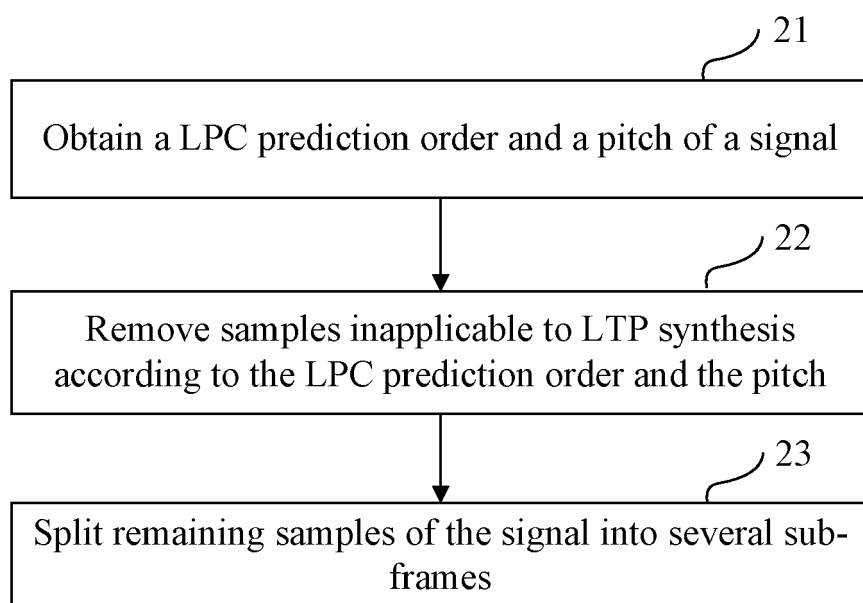 21
Obtain a LPC prediction order and a pitch of a signal
22
Remove samples inapplicable to LTP synthesis
according to the LPC prediction order and the pitch
23
Split remaining samples of the signal into several sub-
frames